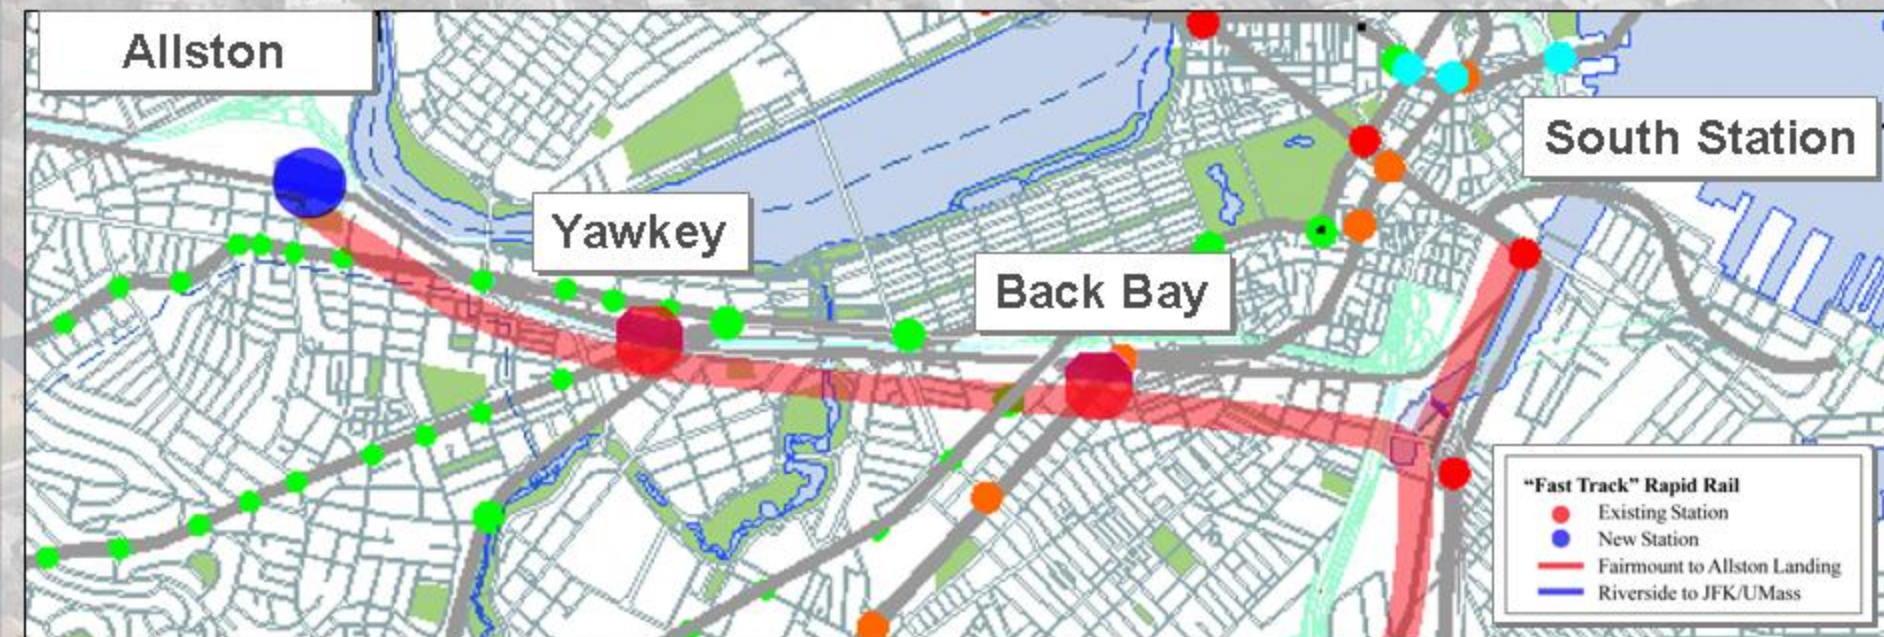 Allston
South Station
Yawkey
Back Bay
“Fast Track” Rapid Rail
Existing Station
New Station
Fairmount to Allston Landing
Riverside to JFK/UMass